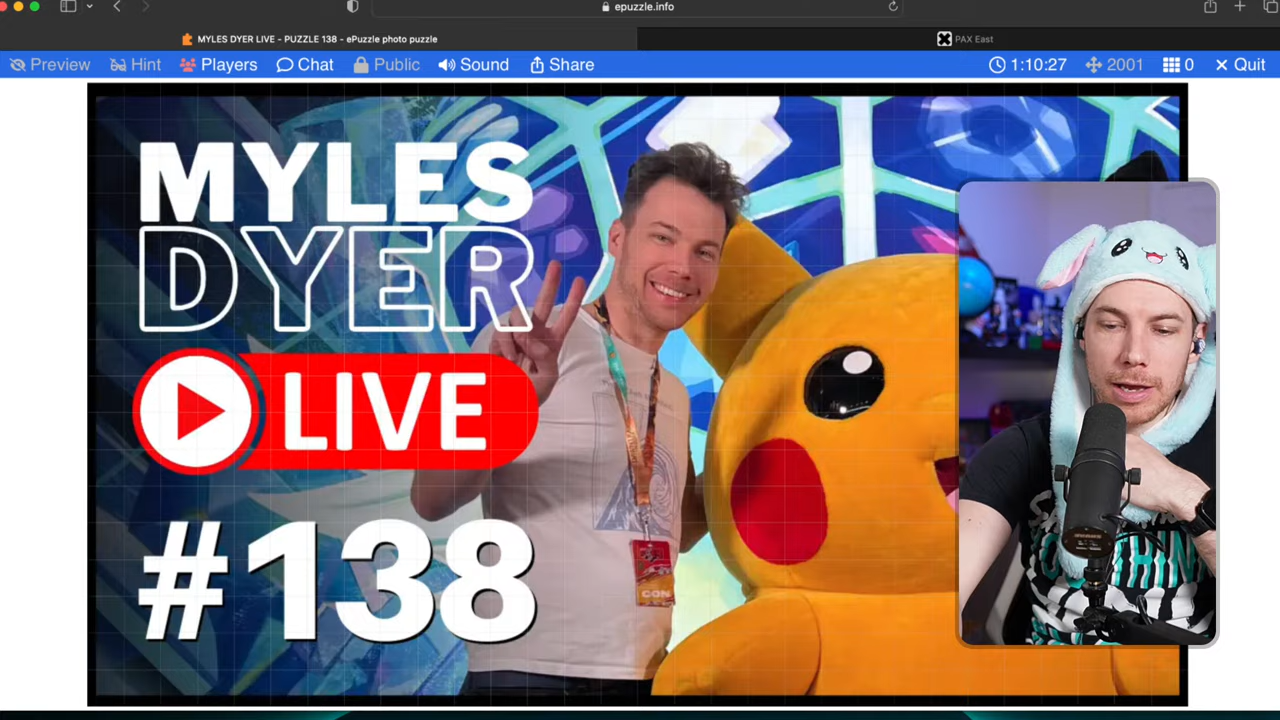 epuzzle.info
MYLES DYER LIVE - PUZZLE 138 - ePuzzle photo puzzle
PAX East
Preview
Hint
Players
Chat
Public
Sound
Share
1:10:27
2001
0
Quit
MYLES
DYER
LIVE
#138
CON